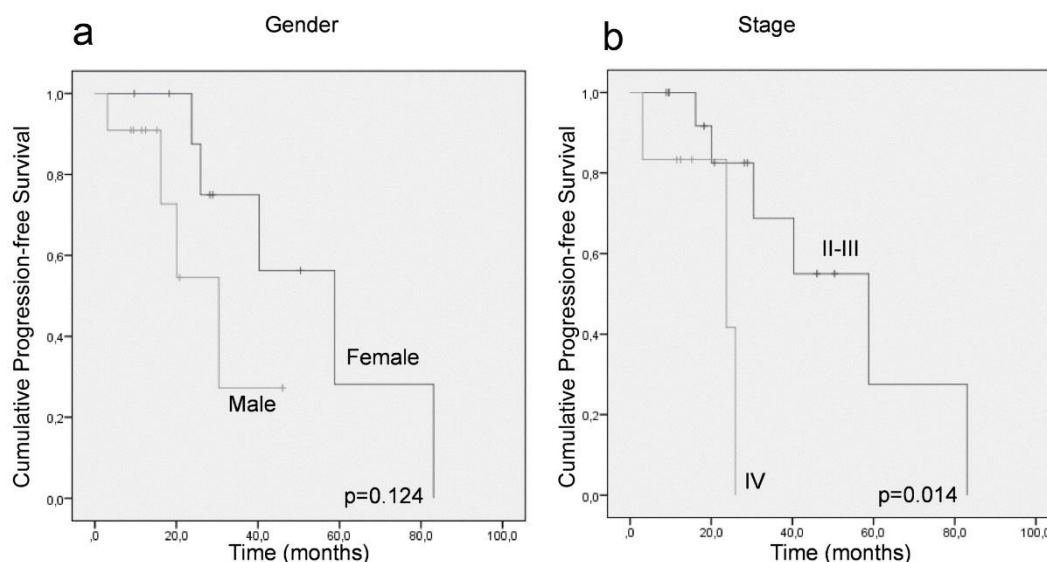 a
Gender
Cumulative Progression-free Survival
1,0
0,8
0,6
0,4
0,2
0,0
Female
Male
p=0.124
,0 20,0 40,0 60,0 80,0 100,0
Time (months)
b
Stage
Cumulative Progression-free Survival
1,0
0,8
0,6
0,4
0,2
0,0
II-III
IV
p=0.014
,0 20,0 40,0 60,0 80,0 100,0
Time (months)